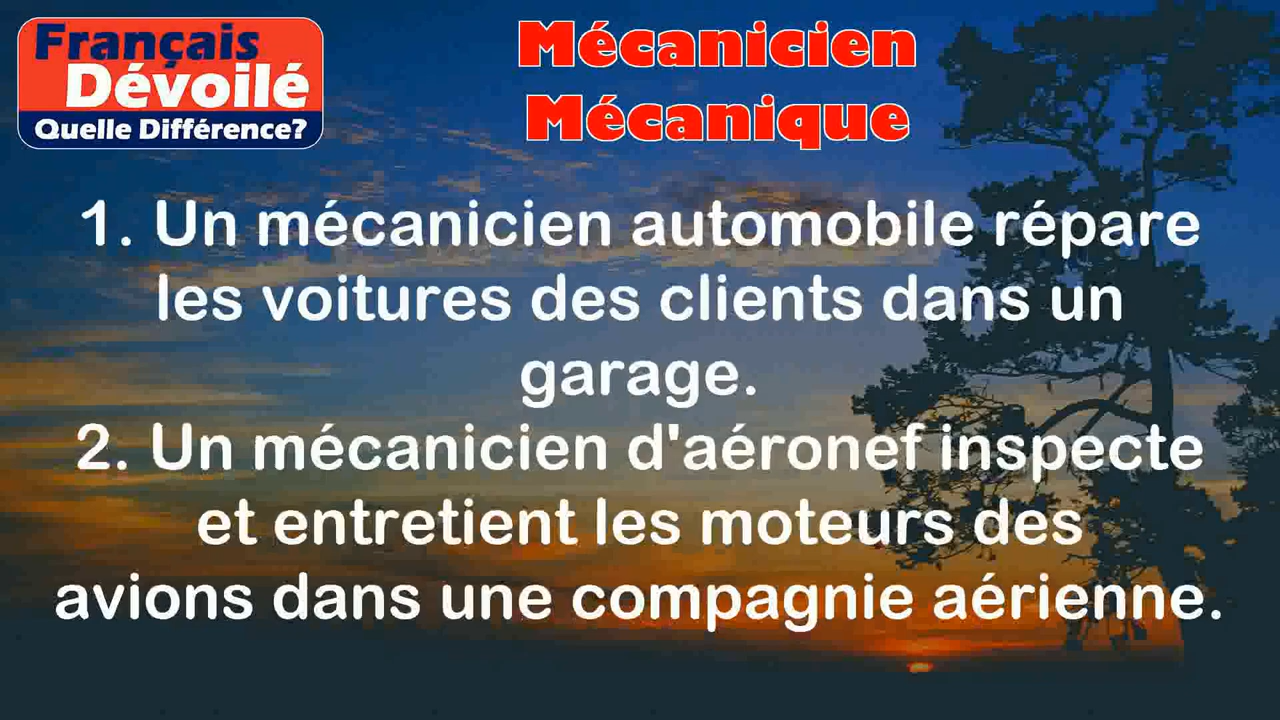 Français
Dévoilé
Quelle Différence?
Mécanicien
Mécanique
1. Un mécanicien automobile répare
les voitures des clients dans un
garage.
2. Un mécanicien d'aéronef inspecte
et entretient les moteurs des
avions dans une compagnie aérienne.